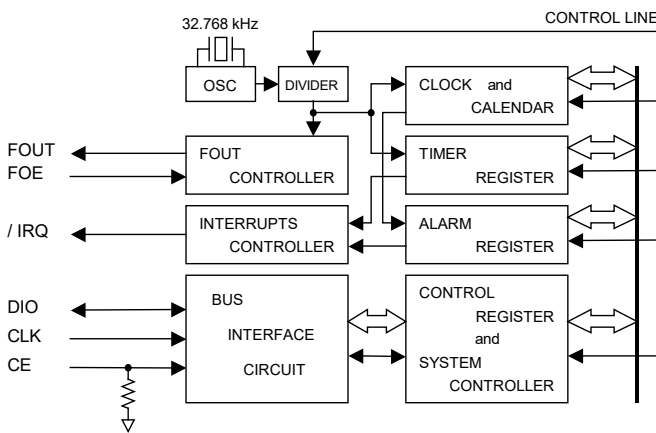 32.768 kHz
CONTROL LINE
OSC
DIVIDER
CLOCK and
CALENDAR
FOUT
FOE
FOUT
CONTROLLER
TIMER
REGISTER
/ IRQ
INTERRUPTS
CONTROLLER
ALARM
REGISTER
DIO
CLK
CE
BUS
INTERFACE
CIRCUIT
CONTROL
REGISTER
and
SYSTEM
CONTROLLER